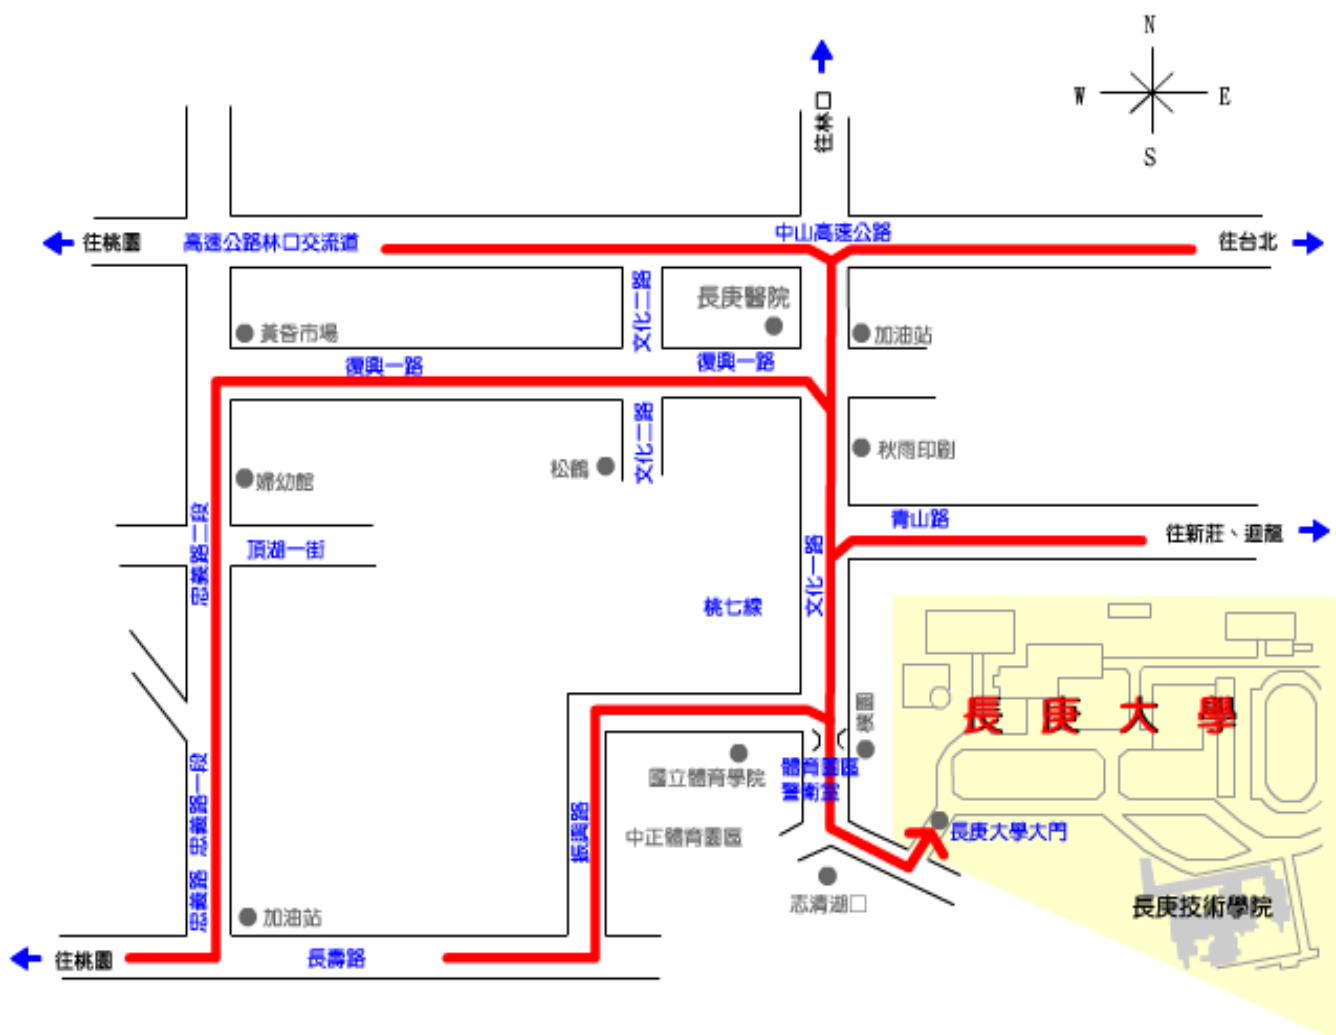 N
W
E
S
往林口
往桃園
高速公路林口交流道
中山高速公路
往台北
文化二路
長庚醫院
黃昏市場
加油站
復興一路
復興一路
文化二路
秋雨印刷
松鶴
婦幼館
忠義路二段
頂湖一街
青山路
往新莊、迴龍
文化一路
桃七線
長庚大學
國立體育學院
體育園區
警衛室
忠義路一段
振興路
中正體育園區
長庚大學大門
忠義路
志清湖口
長庚技術學院
加油站
往桃園
長壽路